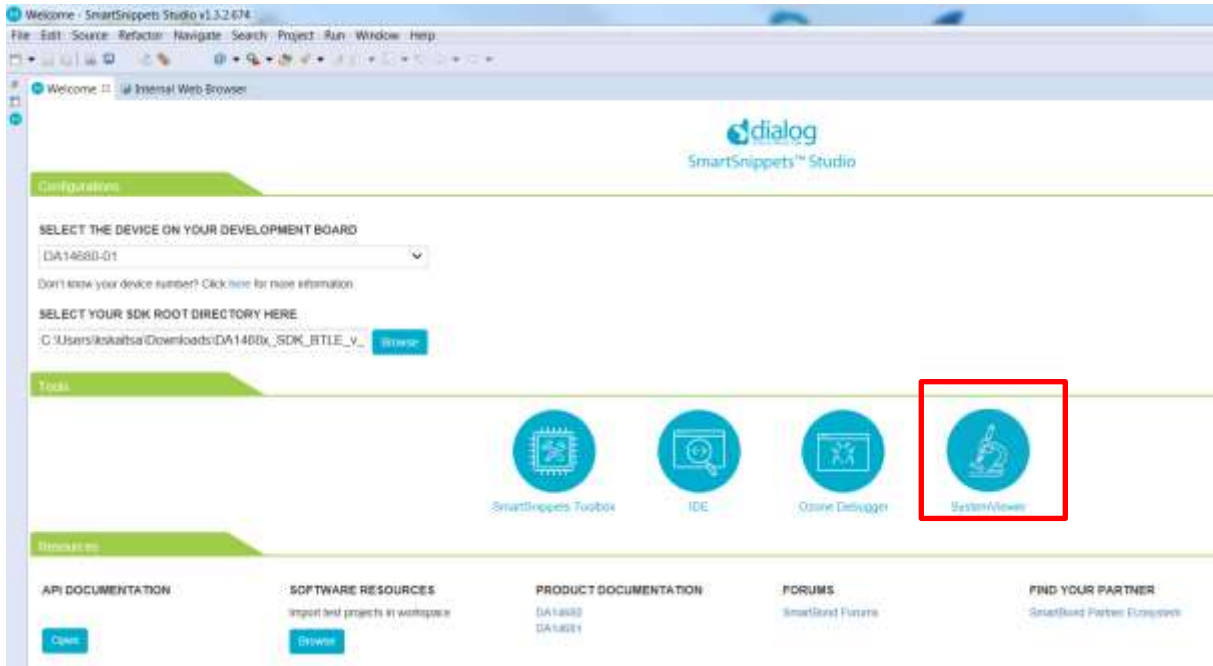 Welcome - SmartSnippets Studio v1.3.2.674
File Edit Source Refactor Navigate Search Project Run Window Help
Welcome Internal Web Browser
dialog
SmartSnippets™ Studio
Configurations
SELECT THE DEVICE ON YOUR DEVELOPMENT BOARD
DA14680-01
Don't know your device number? Click here for more information
SELECT YOUR SDK ROOT DIRECTORY HERE
C:\Users\kskaitsa\Downloads\DA1468x_SDK_BTLE_v_ Browse
Tools
SmartSnippets Toolbox IDE Ozone Debugger SystemViewer
Resources
API DOCUMENTATION SOFTWARE RESOURCES PRODUCT DOCUMENTATION FORUMS FIND YOUR PARTNER
Import test projects in workspace DA14680 SmartBond Forums SmartBond Partner Ecosystem
DA14681
Open Browse